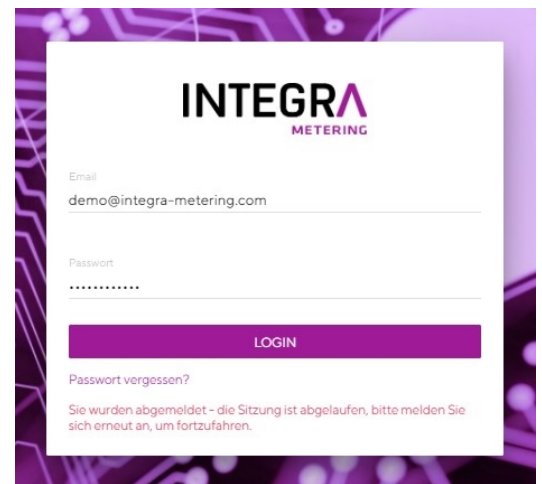 INTEGRA
METERING
Email
demo@integra-metering.com
Passwort
............
LOGIN
Passwort vergessen?
Sie wurden abgemeldet - die Sitzung ist abgelaufen, bitte melden Sie
sich erneut an, um fortzufahren.